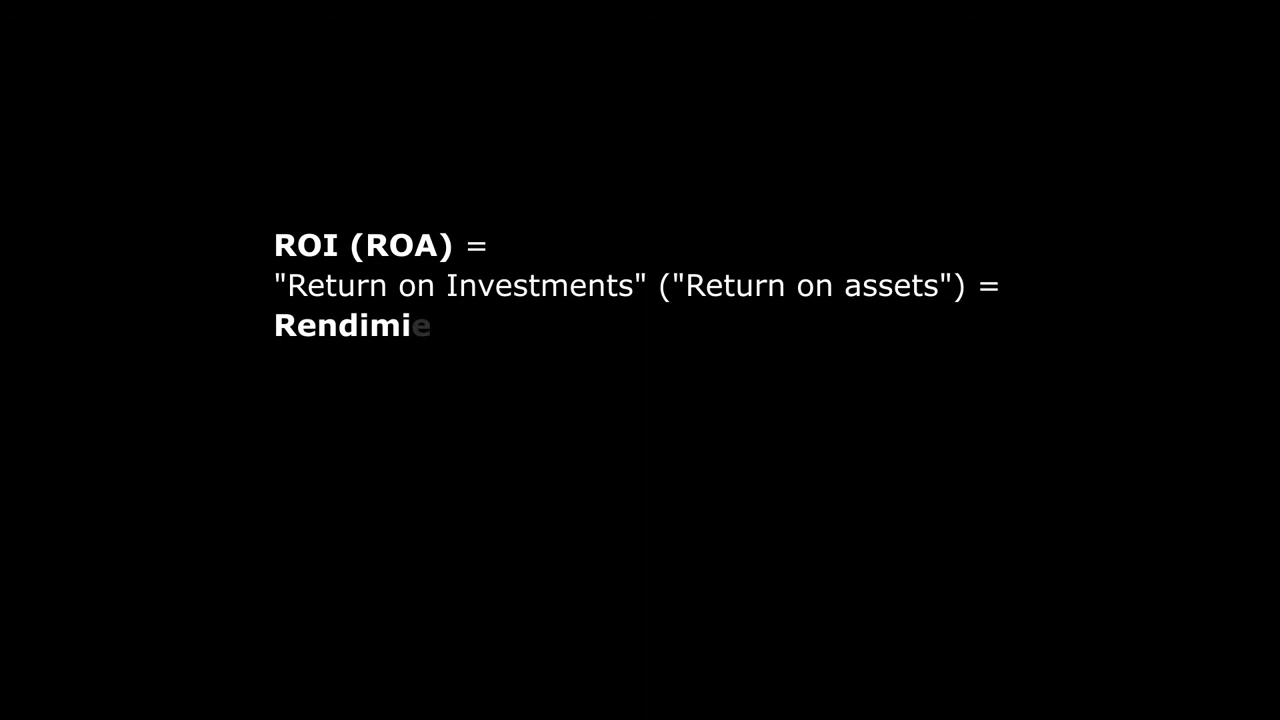 ROI (ROA) =
"Return on Investments" ("Return on assets") =
Rendimie